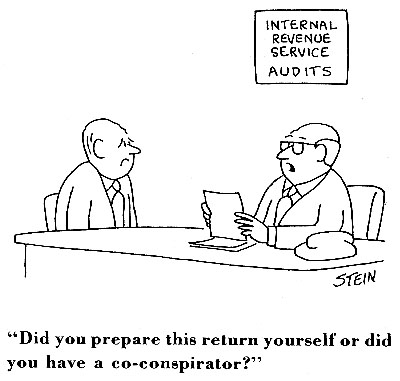 INTERNAL
REVENUE
SERVICE
AUDITS
STEIN
"Did you prepare this return yourself or did
you have a co-conspirator?"